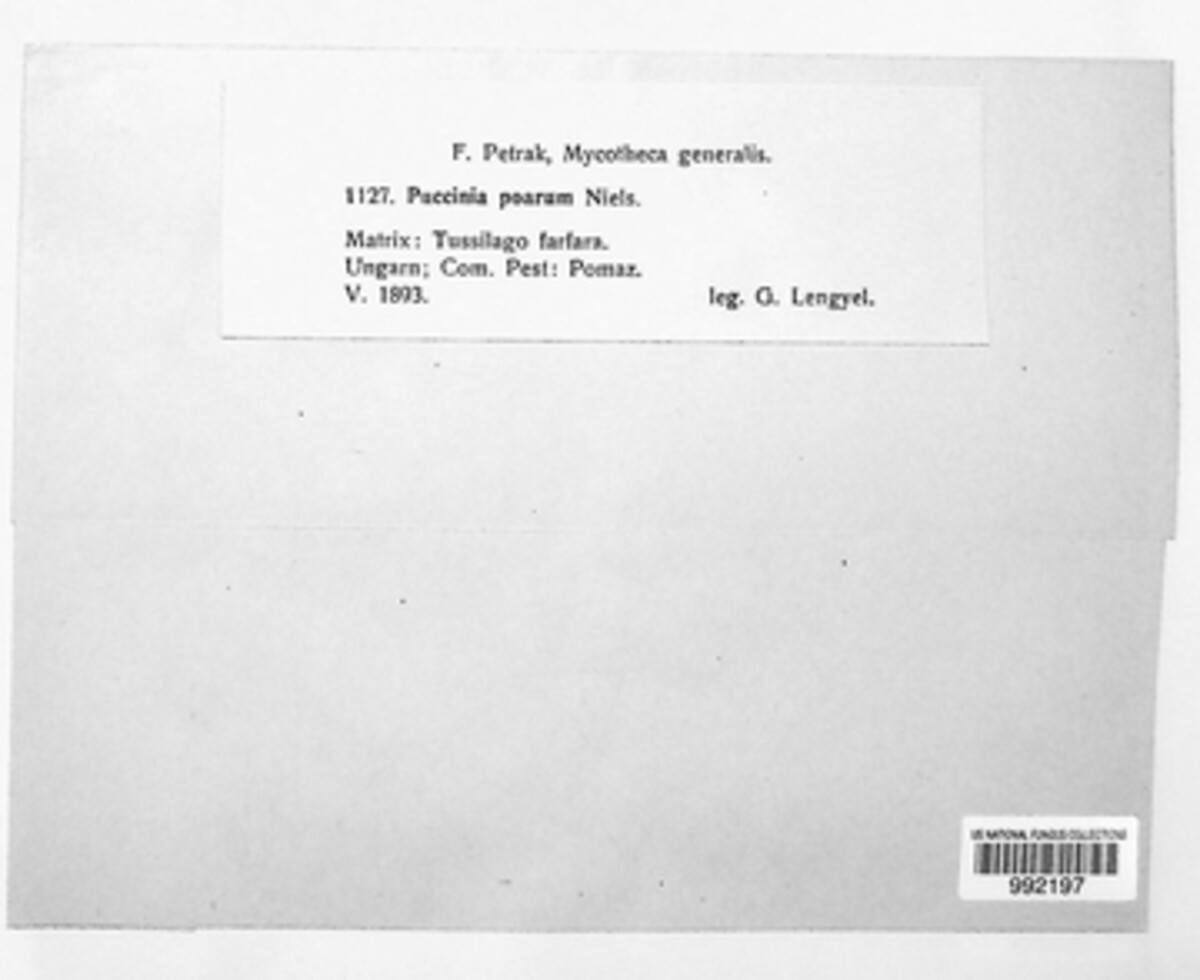 F. Petrak, Mycotheca generalis.
1127. Puccinia poarum Niels.
Matrix: Tussilago farfara.
Ungarn; Com. Pest: Pomaz.
V. 1893.
leg. G. Lengyel.
US NATIONAL FUNGUS COLLECTIONS
992197